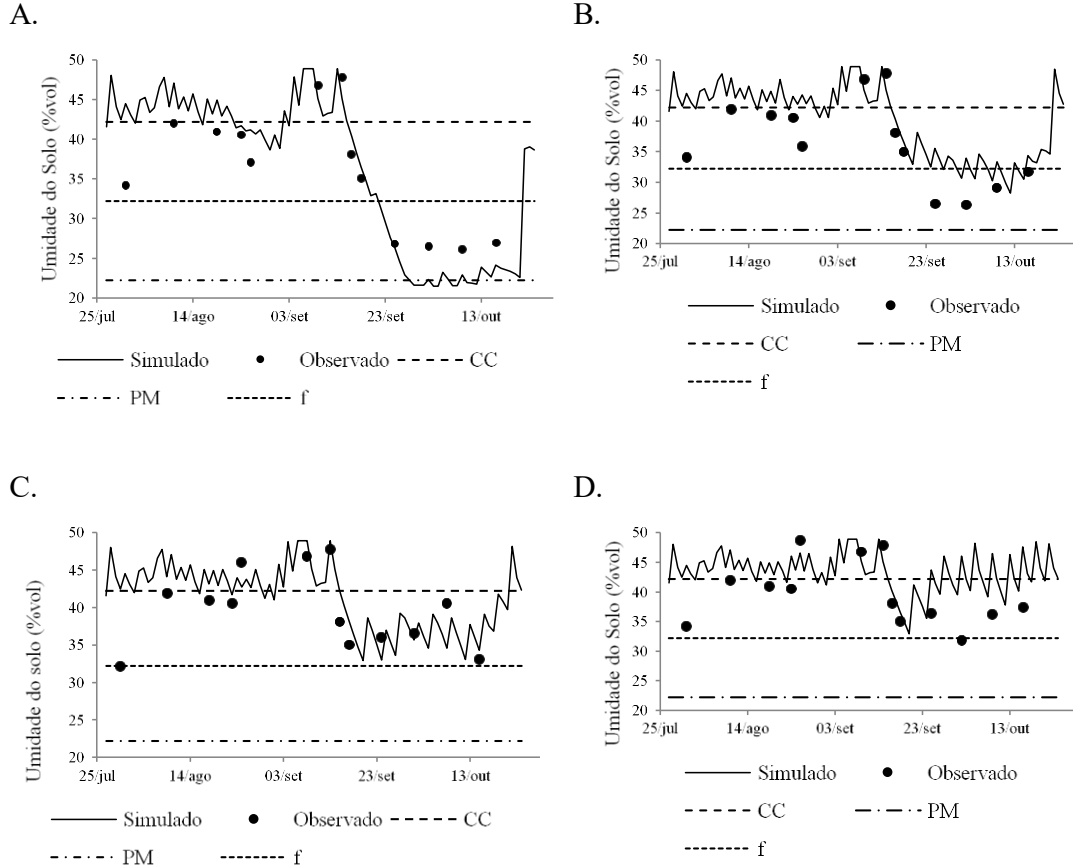 A.
Umidade do Solo (%vol)
50
45
40
35
30
25
20
25/jul 14/ago 03/set 23/set 13/out
Simulado Observado CC
PM f
B.
Umidade do Solo (%vol)
50
45
40
35
30
25
20
25/jul 14/ago 03/set 23/set 13/out
Simulado Observado
CC PM
f
C.
Umidade do solo (%vol)
50
45
40
35
30
25
20
25/jul 14/ago 03/set 23/set 13/out
Simulado Observado CC
PM f
D.
Umidade do Solo (%vol)
50
45
40
35
30
25
20
25/jul 14/ago 03/set 23/set 13/out
Simulado Observado
CC PM
f